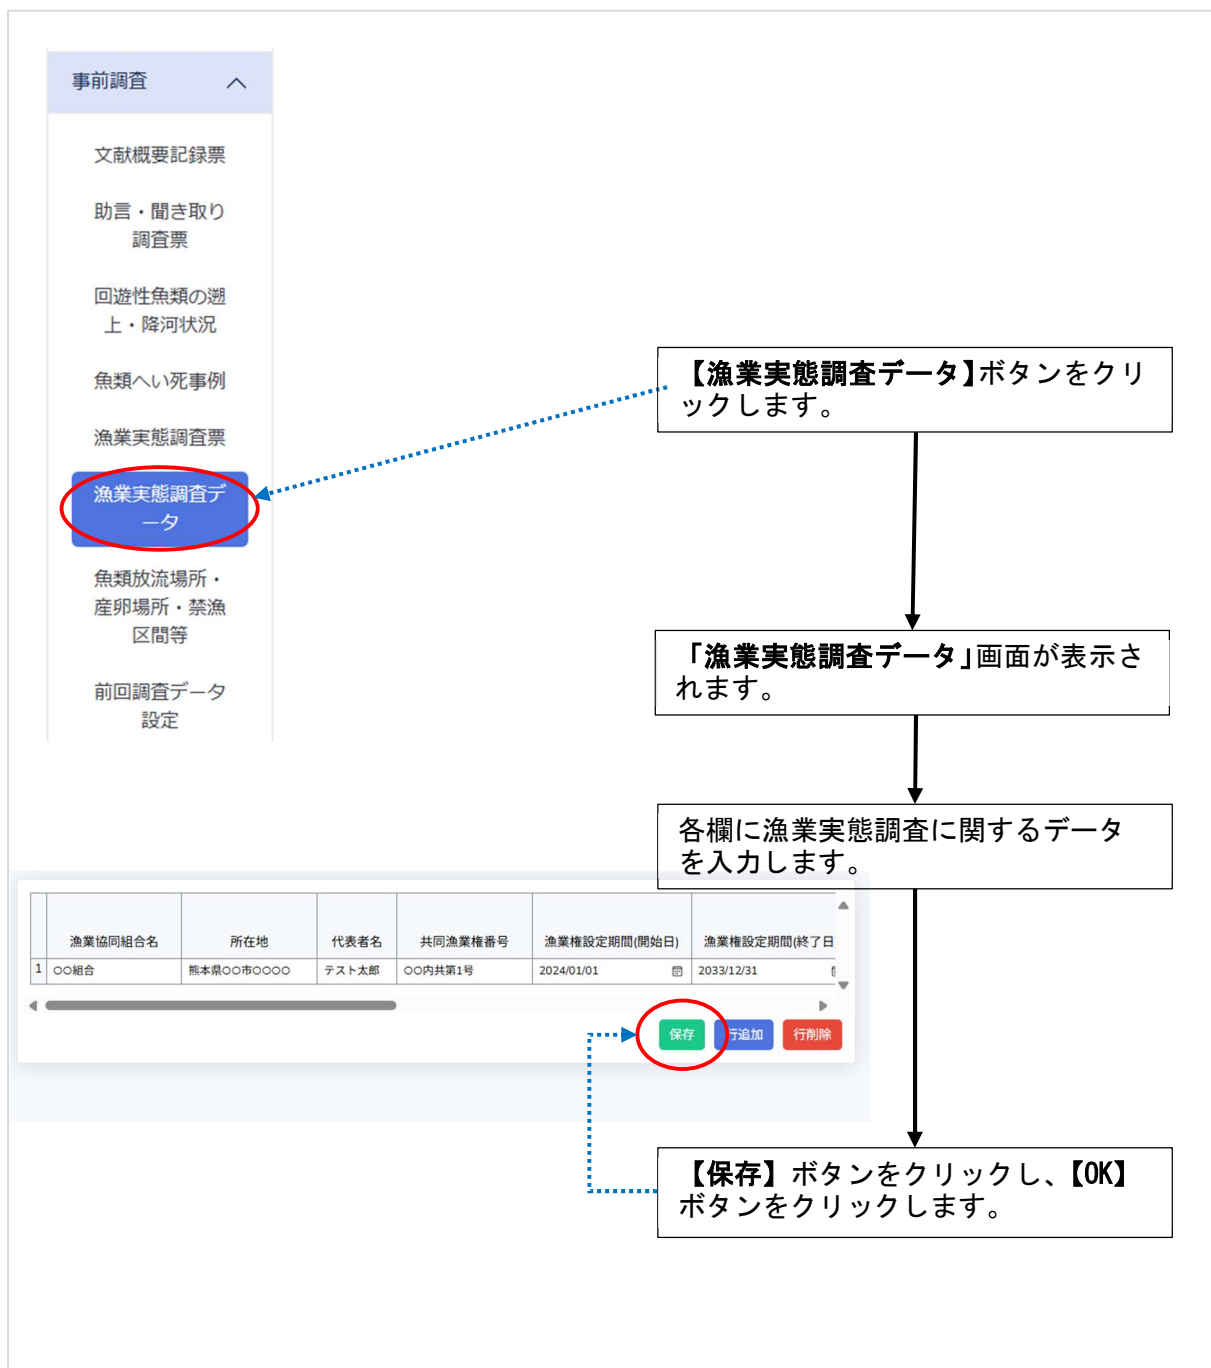 事前調査
文献概要記録票
助言・聞き取り
調査票
回遊性魚類の遡
上・降河状況
魚類へい死事例
漁業実態調査票
漁業実態調査デ
ータ
魚類放流場所・
産卵場所・禁漁
区間等
前回調査データ
設定
【漁業実態調査データ】ボタンをクリ
ックします。
「漁業実態調査データ」画面が表示さ
れます。
各欄に漁業実態調査に関するデータ
を入力します。
漁業協同組合名 所在地 代表者名 共同漁業権番号 漁業権設定期間(開始日) 漁業権設定期間(終了日
1 〇〇組合 熊本県〇〇市〇〇〇〇 テスト太郎 〇〇内共第1号 2024/01/01 2033/12/31
保存 行追加 行削除
【保存】ボタンをクリックし、【OK】
ボタンをクリックします。